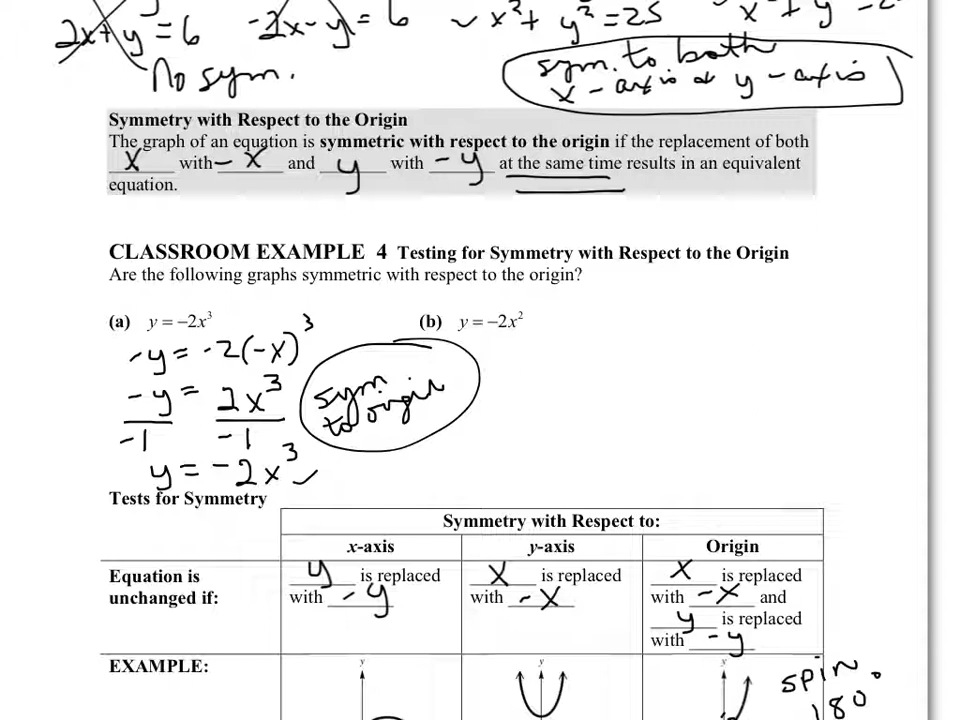 2x+y=6 -2x-y=6 ✓x²+y²=25
No sym.
sym. to both
x-axis & y-axis
Symmetry with Respect to the Origin
The graph of an equation is symmetric with respect to the origin if the replacement of both
x with -x and y with -y at the same time results in an equivalent
equation.
CLASSROOM EXAMPLE 4 Testing for Symmetry with Respect to the Origin
Are the following graphs symmetric with respect to the origin?
(a) y = −2x³ (b) y = −2x²
-y = -2(-x)³
-y = 2x³
-1 -1
y = -2x³ ✓
sym
to origin
Tests for Symmetry
Symmetry with Respect to:
x-axis y-axis Origin
Equation is unchanged if:
y is replaced
with -y
x is replaced
with -x
x is replaced
with -x and
y is replaced
with -y
EXAMPLE:
y y y
spin
180°